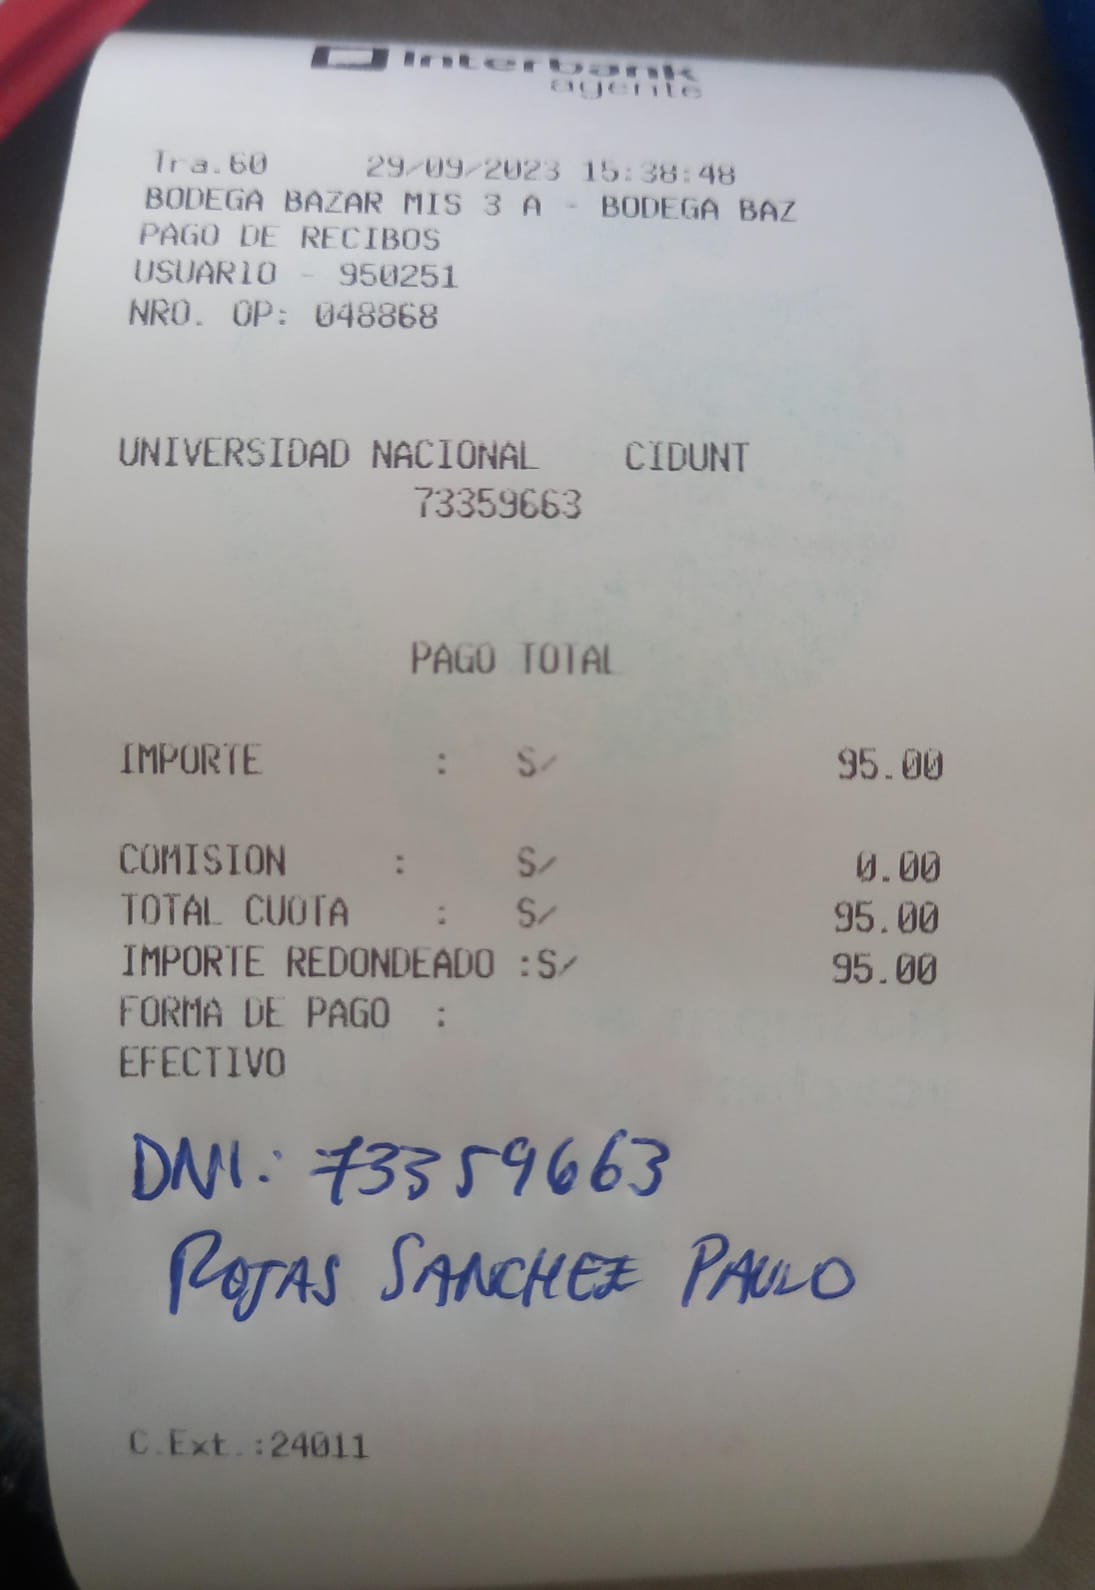 Interbank
agente
Tra.60 29/09/2023 15:38:48
BODEGA BAZAR MIS 3 A - BODEGA BAZ
PAGO DE RECIBOS
USUARIO - 950251
NRO. OP: 048868
UNIVERSIDAD NACIONAL CIDUNT
73359663
PAGO TOTAL
IMPORTE : S/ 95.00
COMISION : S/ 0.00
TOTAL CUOTA : S/ 95.00
IMPORTE REDONDEADO :S/ 95.00
FORMA DE PAGO :
EFECTIVO
DNI.: 73359663
ROJAS SANCHEZ PAULO
C.Ext.:24011